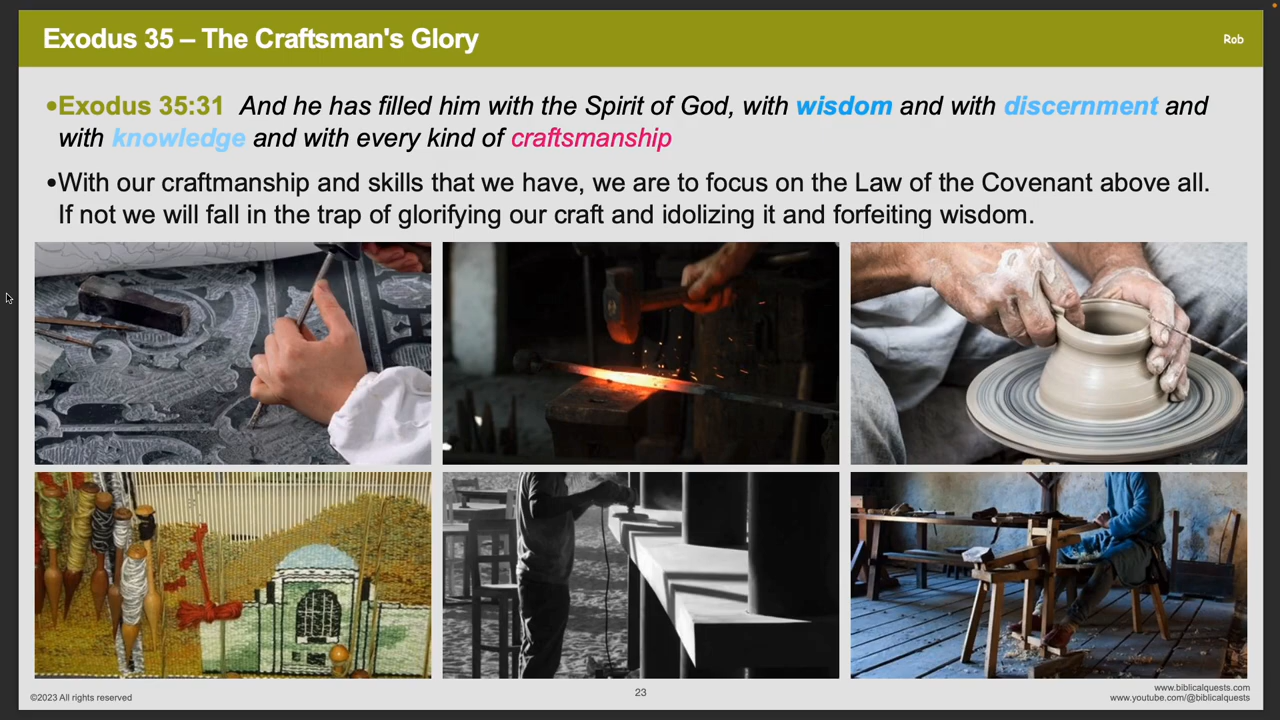 Exodus 35 – The Craftsman's Glory
Rob
•Exodus 35:31 And he has filled him with the Spirit of God, with wisdom and with discernment and
with knowledge and with every kind of craftsmanship
•With our craftmanship and skills that we have, we are to focus on the Law of the Covenant above all.
If not we will fall in the trap of glorifying our craft and idolizing it and forfeiting wisdom.
©2023 All rights reserved
23
www.biblicalquests.com
www.youtube.com/@biblicalquests